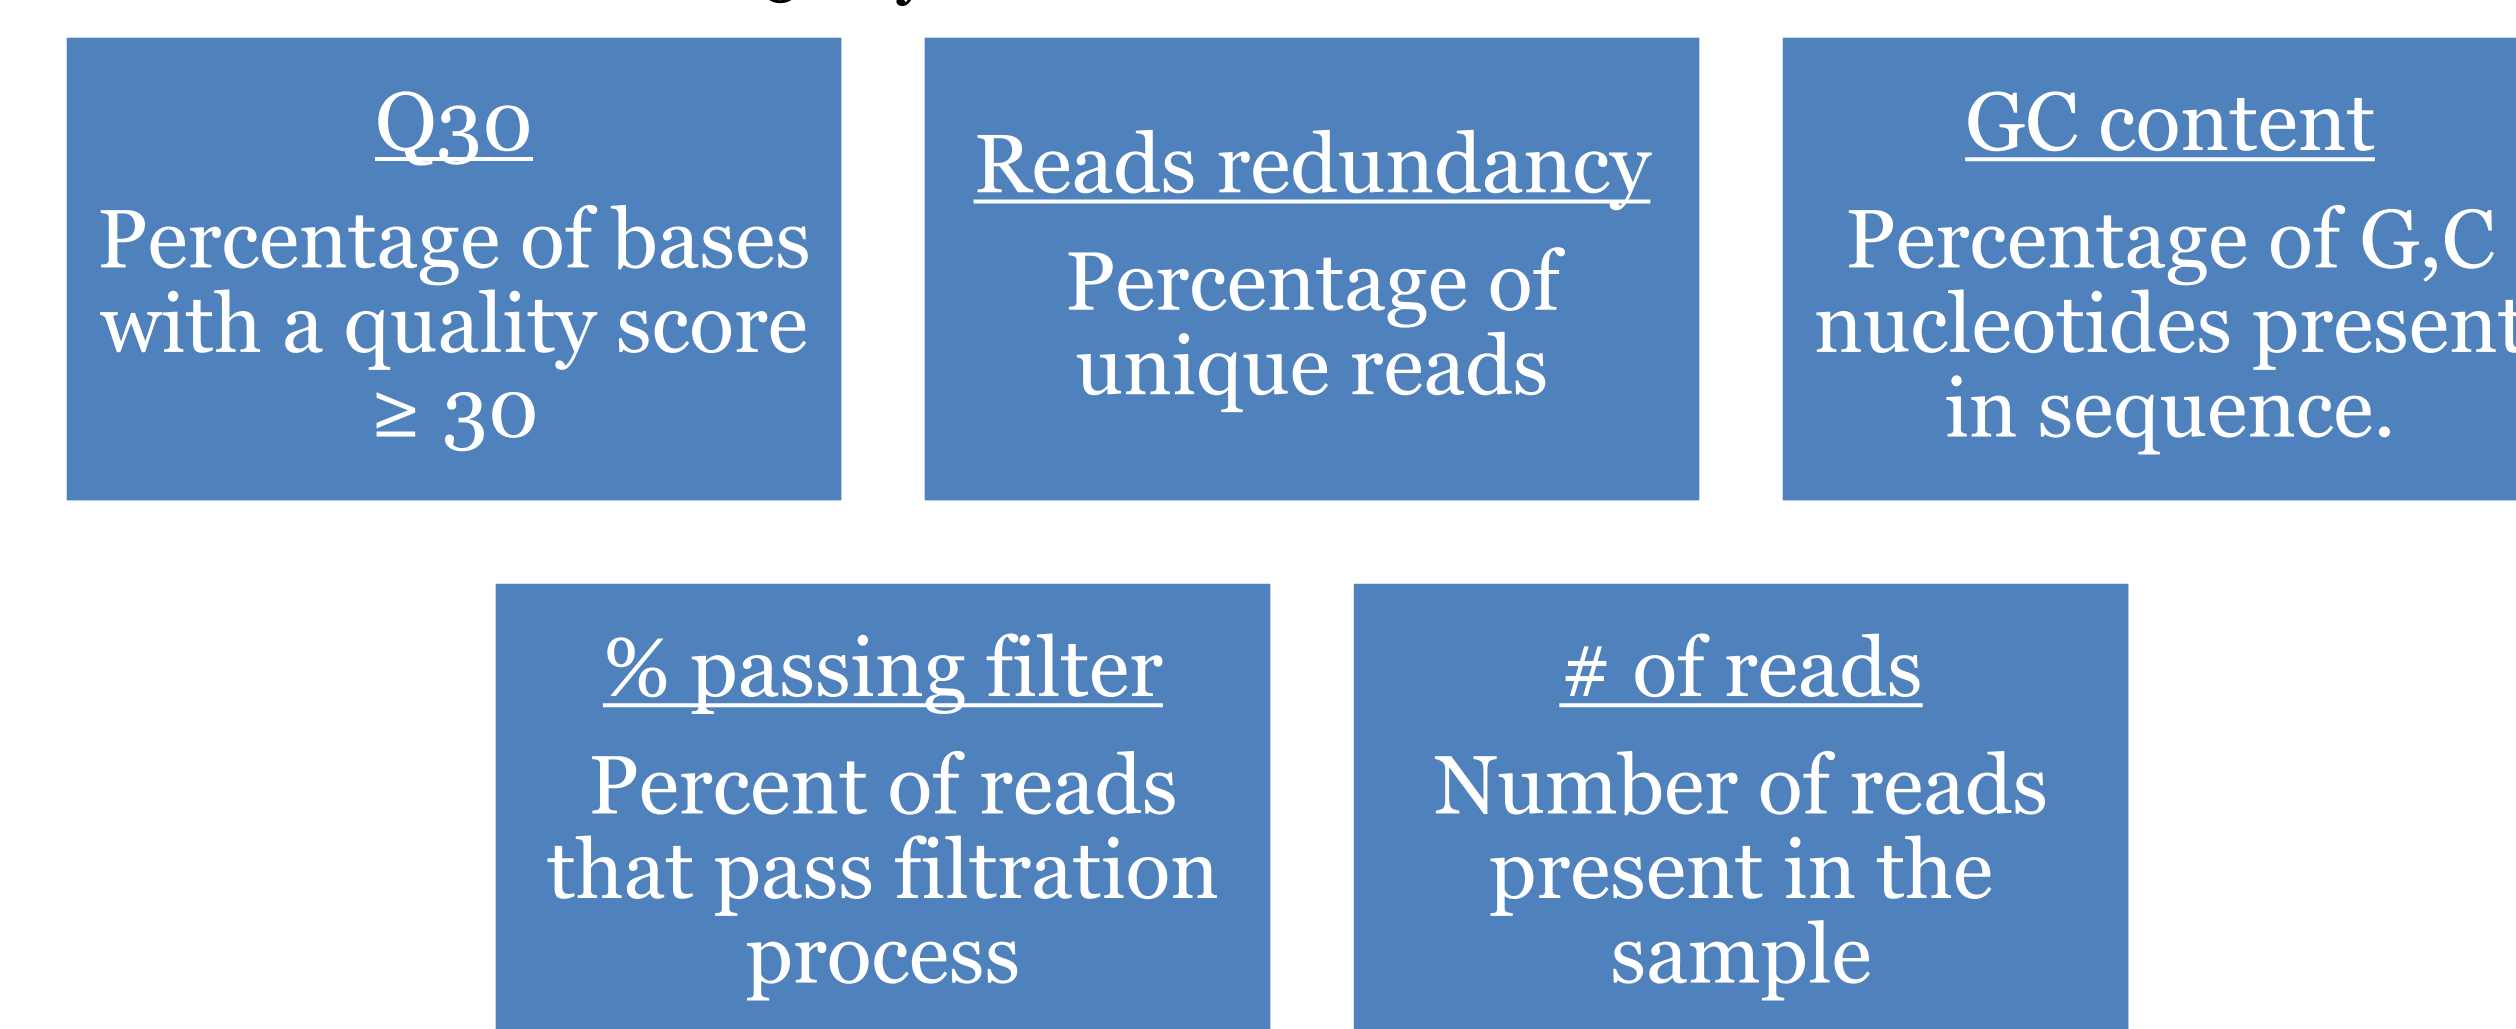 Q30
Percentage of bases
with a quality score
≥ 30
Reads redundancy
Percentage of
unique reads
GC content
Percentage of G,C
nucleotides present
in sequence.
% passing filter
Percent of reads
that pass filtration
process
# of reads
Number of reads
present in the
sample